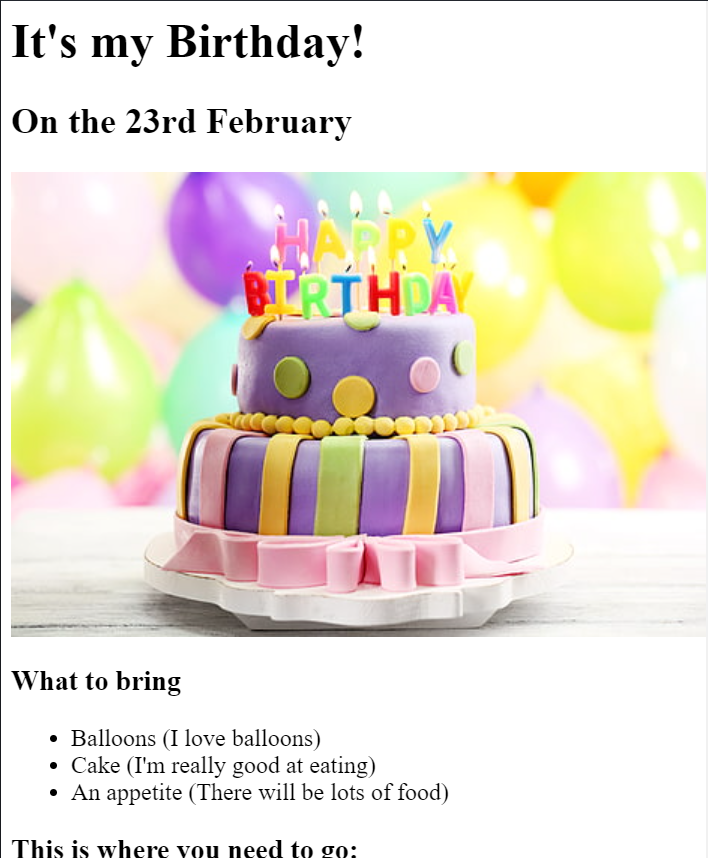 It's my Birthday!
On the 23rd February
HAPPY
BIRTHDAY
What to bring
Balloons (I love balloons)
Cake (I'm really good at eating)
An appetite (There will be lots of food)
This is where you need to go: